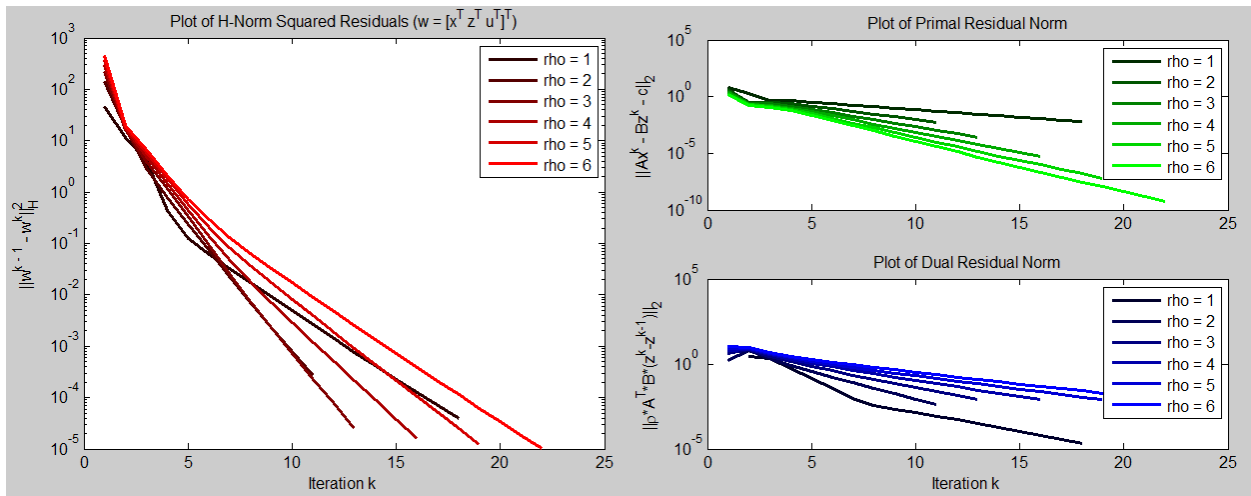 Plot of H-Norm Squared Residuals (w = [x^T z^T u^T]^T)
10^3
10^2
10^1
10^0
10^-1
10^-2
10^-3
10^-4
10^-5
||w^k - 1 - w^k||_H^2
rho = 1
rho = 2
rho = 3
rho = 4
rho = 5
rho = 6
0
5
10
15
20
25
Iteration k
Plot of Primal Residual Norm
10^5
10^0
10^-5
10^-10
||Ax^k - Bz^k - c||_2
rho = 1
rho = 2
rho = 3
rho = 4
rho = 5
rho = 6
0
5
10
15
20
25
Plot of Dual Residual Norm
10^5
10^0
10^-5
||ρ*A^T*B*(z^k-z^k-1)||_2
rho = 1
rho = 2
rho = 3
rho = 4
rho = 5
rho = 6
0
5
10
15
20
25
Iteration k